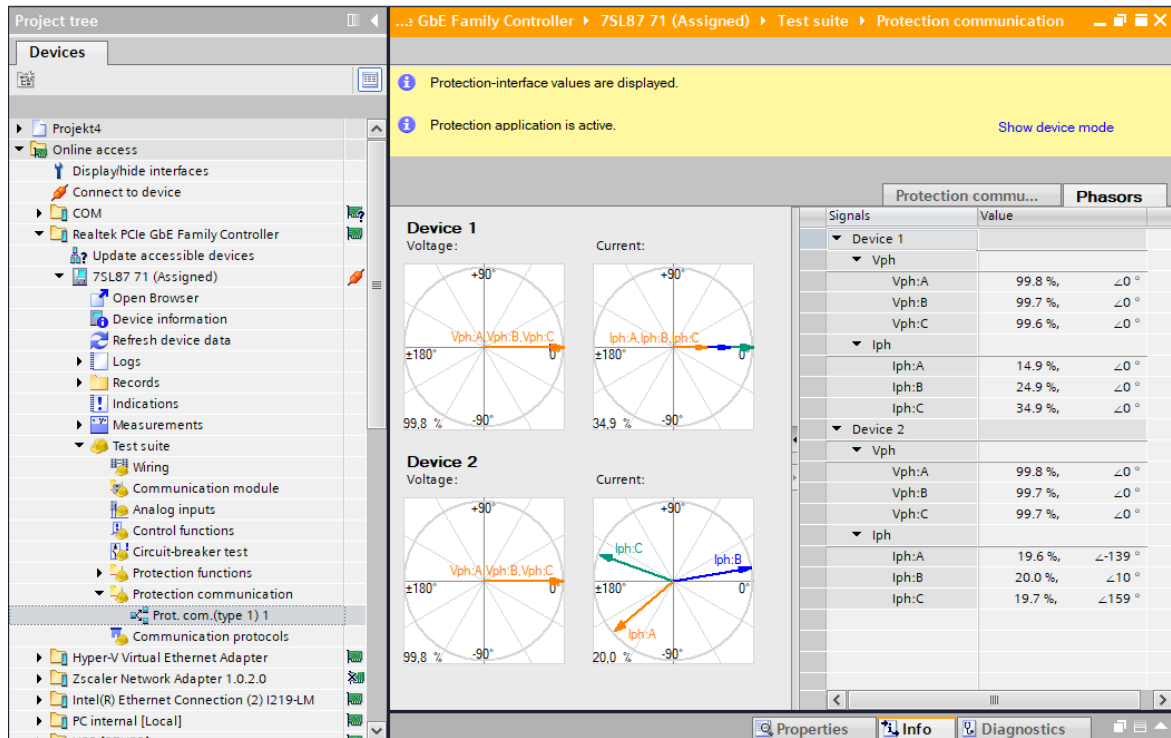 Project tree
Devices
Projekt4
Online access
Display/hide interfaces
Connect to device
COM
Realtek PCIe GbE Family Controller
Update accessible devices
7SL87 71 (Assigned)
Open Browser
Device information
Refresh device data
Logs
Records
Indications
Measurements
Test suite
Wiring
Communication module
Analog inputs
Control functions
Circuit-breaker test
Protection functions
Protection communication
Prot. com.(type 1) 1
Communication protocols
Hyper-V Virtual Ethernet Adapter
Zscaler Network Adapter 1.0.2.0
Intel(R) Ethernet Connection (2) I219-LM
PC internal [Local]
...e GbE Family Controller 7SL87 71 (Assigned) Test suite Protection communication
Protection-interface values are displayed.
Protection application is active. Show device mode
Protection commu... Phasors
Device 1
Voltage: Current:
+90° +90°
Vph:A,Vph:B,Vph:C Iph:A,Iph:B,Iph:C
±180° 0° ±180° 0°
-90° -90°
99,8 % 34,9 %
Device 2
Voltage: Current:
+90° +90°
Iph:C Iph:B
Vph:A,Vph:B,Vph:C
±180° 0° ±180° 0°
Iph:A
-90° -90°
99,8 % 20,0 %
Signals Value
Device 1
Vph
Vph:A 99.8 %, ∠0 °
Vph:B 99.7 %, ∠0 °
Vph:C 99.6 %, ∠0 °
Iph
Iph:A 14.9 %, ∠0 °
Iph:B 24.9 %, ∠0 °
Iph:C 34.9 %, ∠0 °
Device 2
Vph
Vph:A 99.8 %, ∠0 °
Vph:B 99.7 %, ∠0 °
Vph:C 99.7 %, ∠0 °
Iph
Iph:A 19.6 %, ∠-139 °
Iph:B 20.0 %, ∠10 °
Iph:C 19.7 %, ∠159 °
Properties Info Diagnostics